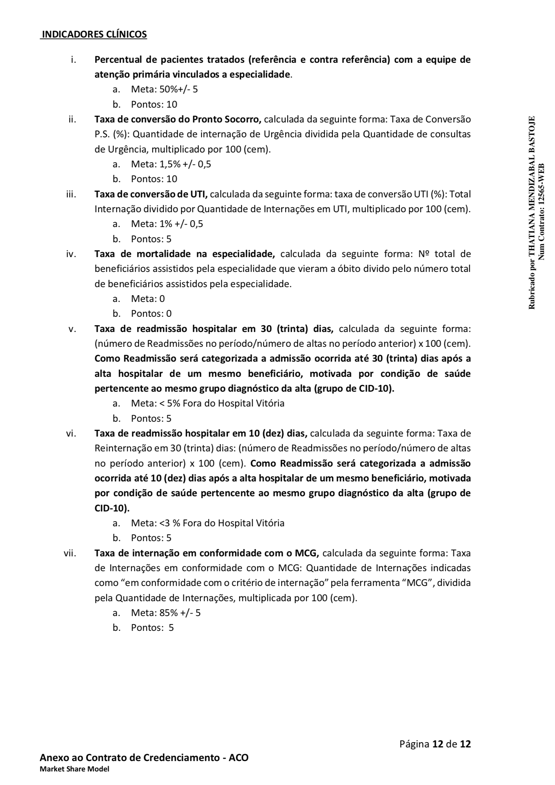 INDICADORES CLÍNICOS
i. Percentual de pacientes tratados (referência e contra referência) com a equipe de
atenção primária vinculados a especialidade.
a. Meta: 50%+/- 5
b. Pontos: 10
ii. Taxa de conversão do Pronto Socorro, calculada da seguinte forma: Taxa de Conversão
P.S. (%): Quantidade de internação de Urgência dividida pela Quantidade de consultas
de Urgência, multiplicado por 100 (cem).
a. Meta: 1,5% +/- 0,5
b. Pontos: 10
iii. Taxa de conversão de UTI, calculada da seguinte forma: taxa de conversão UTI (%): Total
Internação dividido por Quantidade de Internações em UTI, multiplicado por 100 (cem).
a. Meta: 1% +/- 0,5
b. Pontos: 5
iv. Taxa de mortalidade na especialidade, calculada da seguinte forma: Nº total de
beneficiários assistidos pela especialidade que vieram a óbito divido pelo número total
de beneficiários assistidos pela especialidade.
a. Meta: 0
b. Pontos: 0
v. Taxa de readmissão hospitalar em 30 (trinta) dias, calculada da seguinte forma:
(número de Readmissões no período/número de altas no período anterior) x 100 (cem).
Como Readmissão será categorizada a admissão ocorrida até 30 (trinta) dias após a
alta hospitalar de um mesmo beneficiário, motivada por condição de saúde
pertencente ao mesmo grupo diagnóstico da alta (grupo de CID-10).
a. Meta: < 5% Fora do Hospital Vitória
b. Pontos: 5
vi. Taxa de readmissão hospitalar em 10 (dez) dias, calculada da seguinte forma: Taxa de
Reinternação em 30 (trinta) dias: (número de Readmissões no período/número de altas
no período anterior) x 100 (cem). Como Readmissão será categorizada a admissão
ocorrida até 10 (dez) dias após a alta hospitalar de um mesmo beneficiário, motivada
por condição de saúde pertencente ao mesmo grupo diagnóstico da alta (grupo de
CID-10).
a. Meta: <3 % Fora do Hospital Vitória
b. Pontos: 5
vii. Taxa de internação em conformidade com o MCG, calculada da seguinte forma: Taxa
de Internações em conformidade com o MCG: Quantidade de Internações indicadas
como “em conformidade com o critério de internação” pela ferramenta “MCG”, dividida
pela Quantidade de Internações, multiplicada por 100 (cem).
a. Meta: 85% +/- 5
b. Pontos: 5
Rubricado por THATIANA MENDIZABAL BASTOJE
Num Contrato: 12565-WEB
Página 12 de 12
Anexo ao Contrato de Credenciamento - ACO
Market Share Model